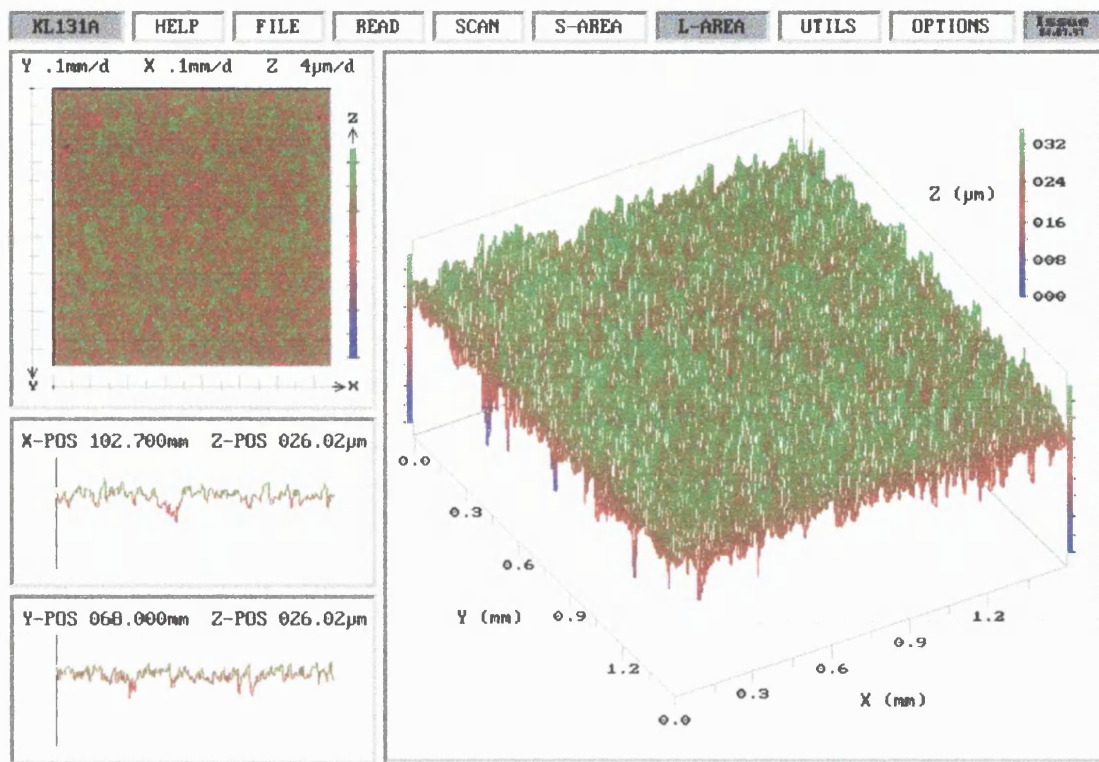 KL131A HELP FILE READ SCAN S-AREA L-AREA UTILS OPTIONS Issue
Y .1mm/d X .1mm/d Z 4µm/d
Z
Y
X
X-POS 102.700mm Z-POS 026.02µm
Y-POS 068.000mm Z-POS 026.02µm
Z (µm)
032
024
016
008
000
0.0
0.3
0.6
0.9
1.2
Y (mm)
0.0
0.3
0.6
0.9
1.2
X (mm)